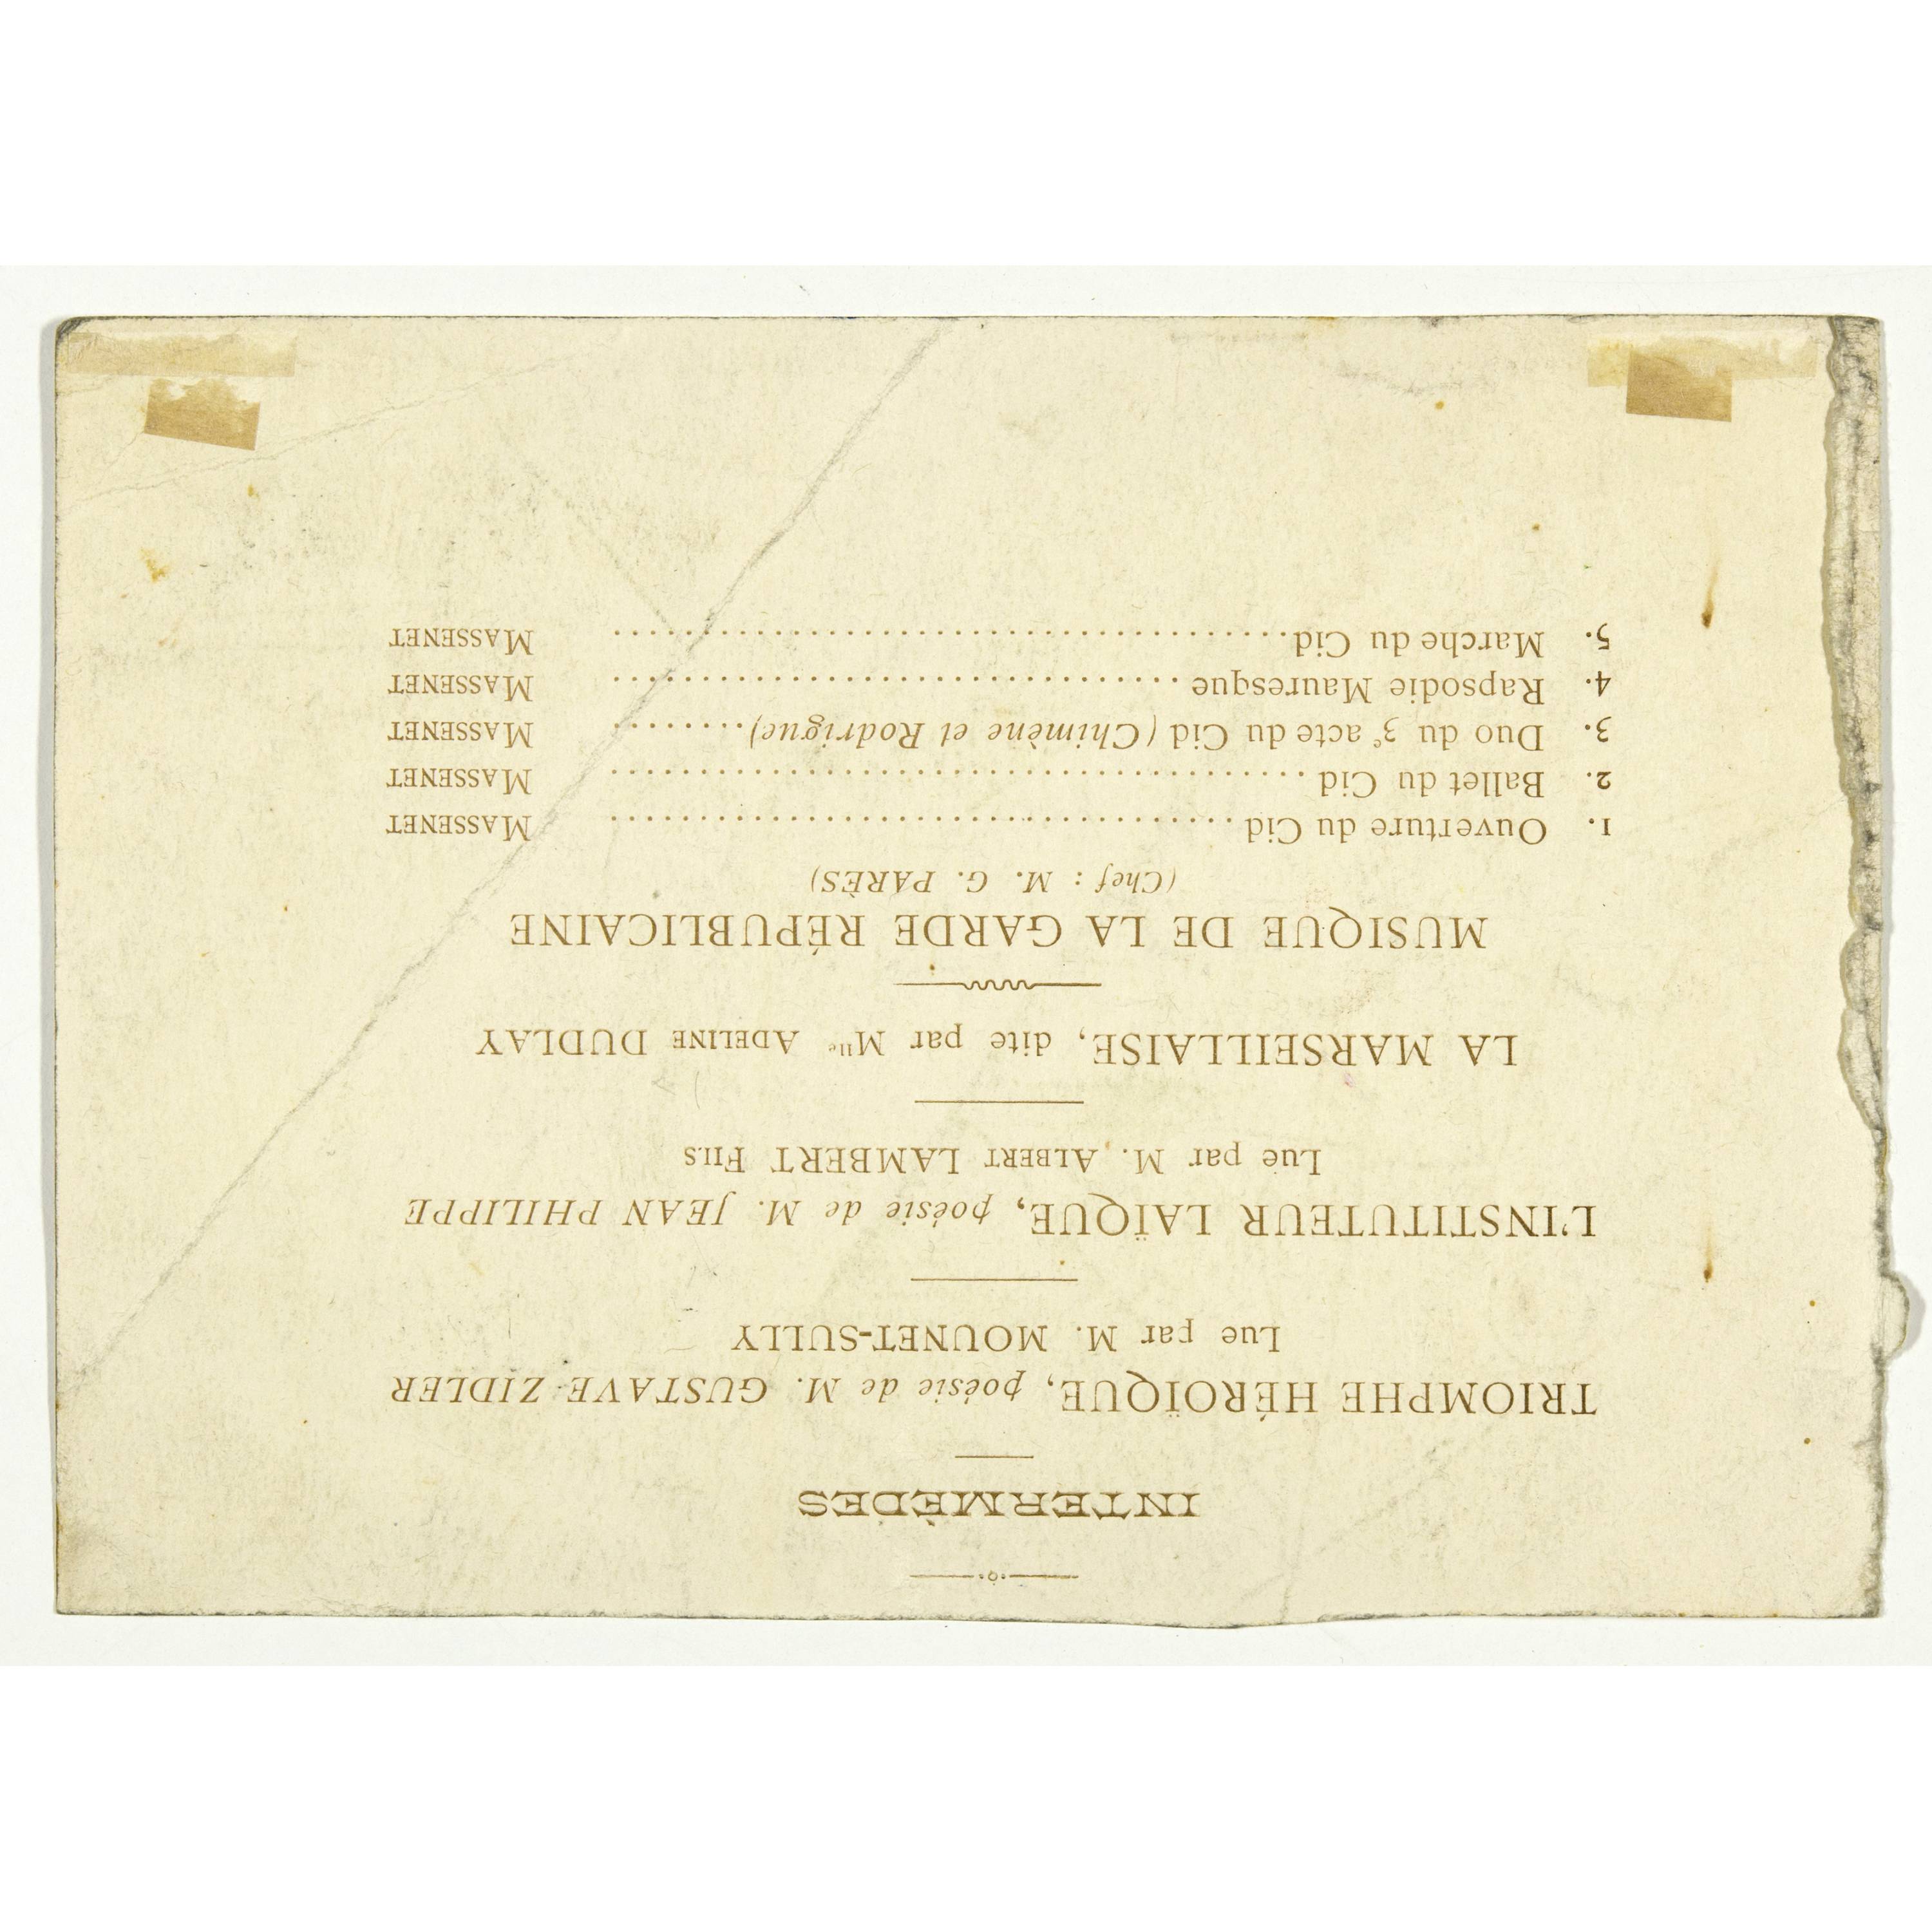 INTERMÈDES
TRIOMPHE HÉROÏQUE, poésie de M. GUSTAVE ZIDLER
Lue par M. MOUNET-SULLY
L'INSTITUTEUR LAÏQUE, poésie de M. JEAN PHILIPPE
Lue par M. ALBERT LAMBERT FILS
LA MARSEILLAISE, dite par Mlle ADELINE DUDLAY
MUSIQUE DE LA GARDE RÉPUBLICAINE
(Chef : M. G. PARÈS)
1. Ouverture du Cid........................................ MASSENET
2. Ballet du Cid........................................ MASSENET
3. Duo du 3e acte du Cid (Chimène et Rodrigue)........ MASSENET
4. Rapsodie Mauresque................................ MASSENET
5. Marche du Cid........................................ MASSENET